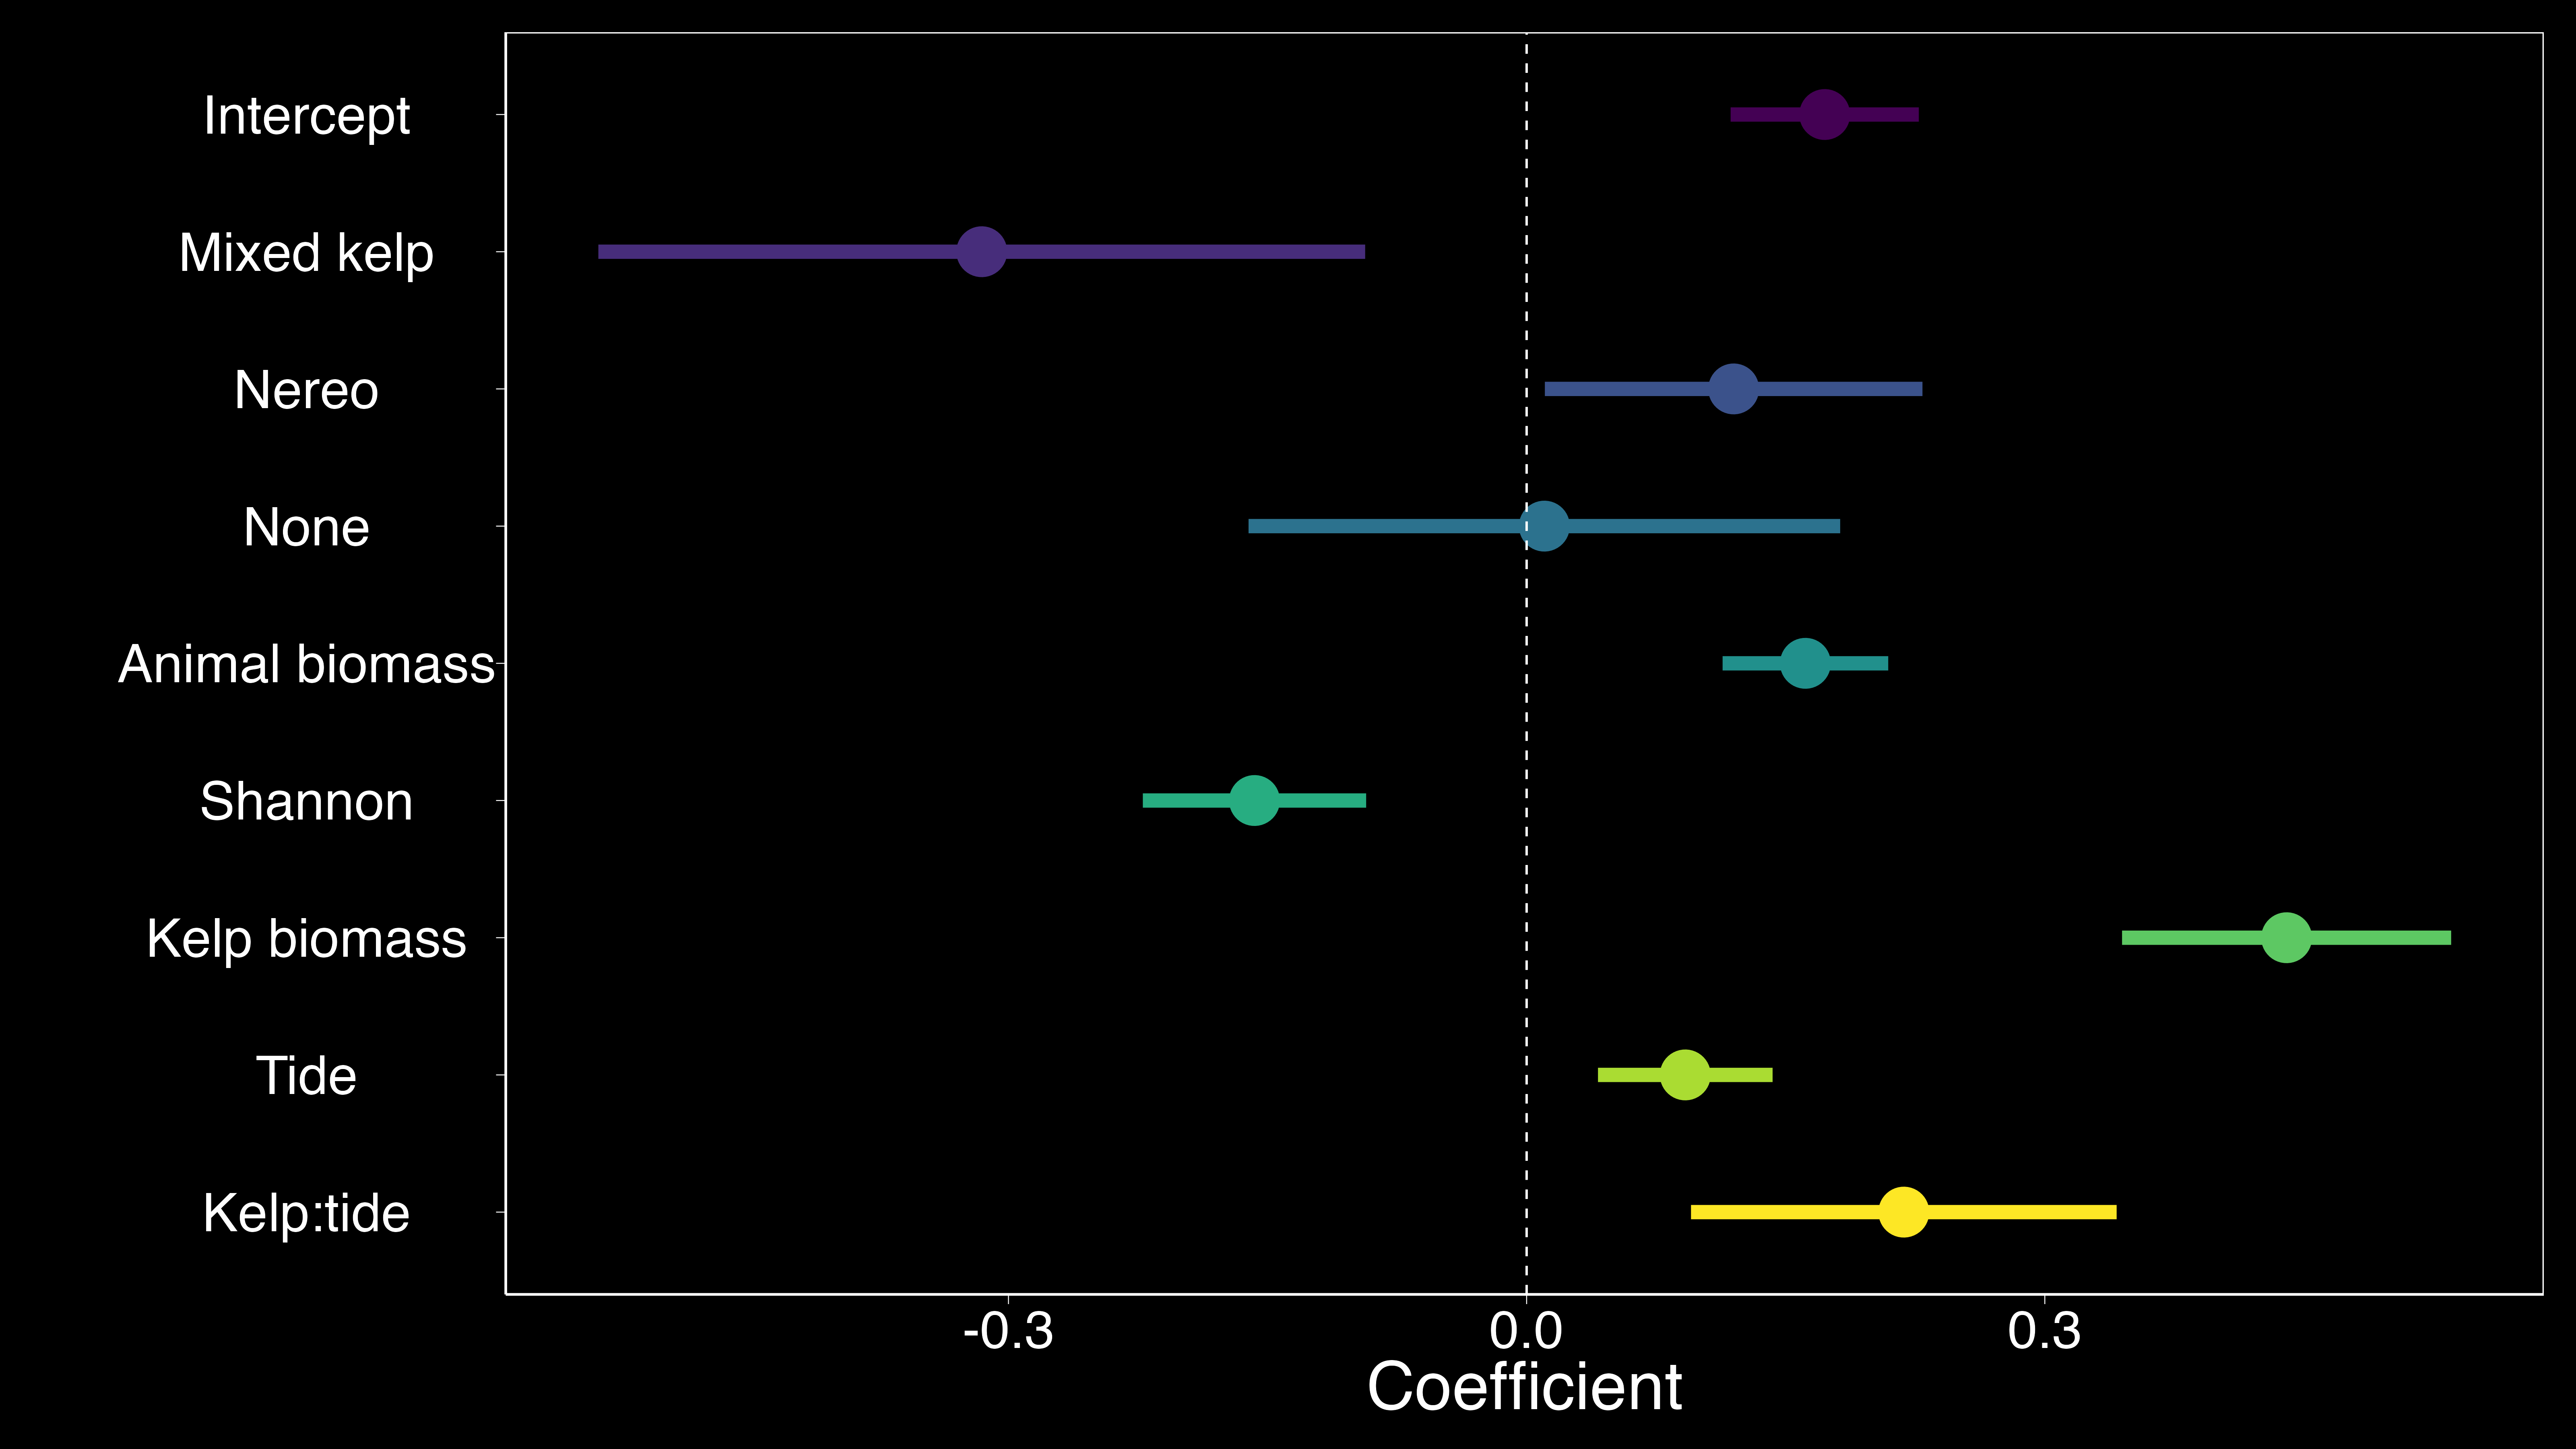 Intercept
Mixed kelp
Nereo
None
Animal biomass
Shannon
Kelp biomass
Tide
Kelp:tide
-0.3 0.0 0.3
Coefficient